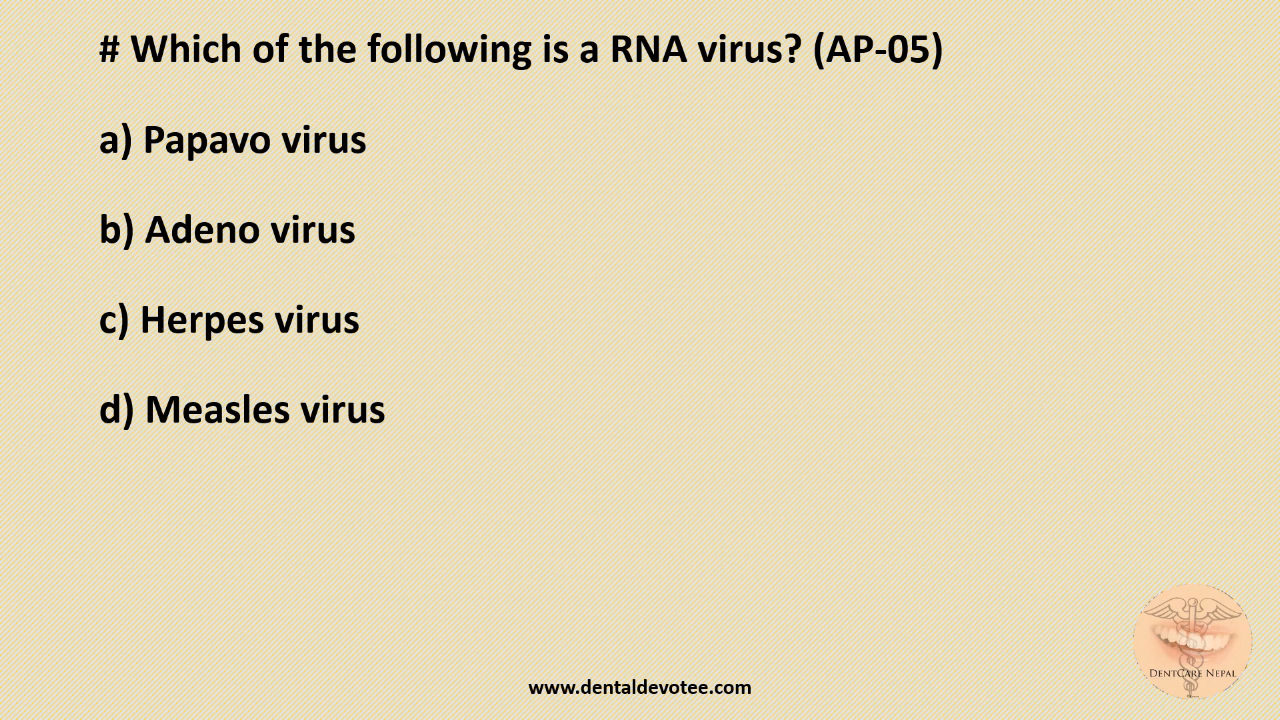 # Which of the following is a RNA virus? (AP-05)
a) Papavo virus
b) Adeno virus
c) Herpes virus
d) Measles virus
DentCare Nepal
www.dentaldevotee.com